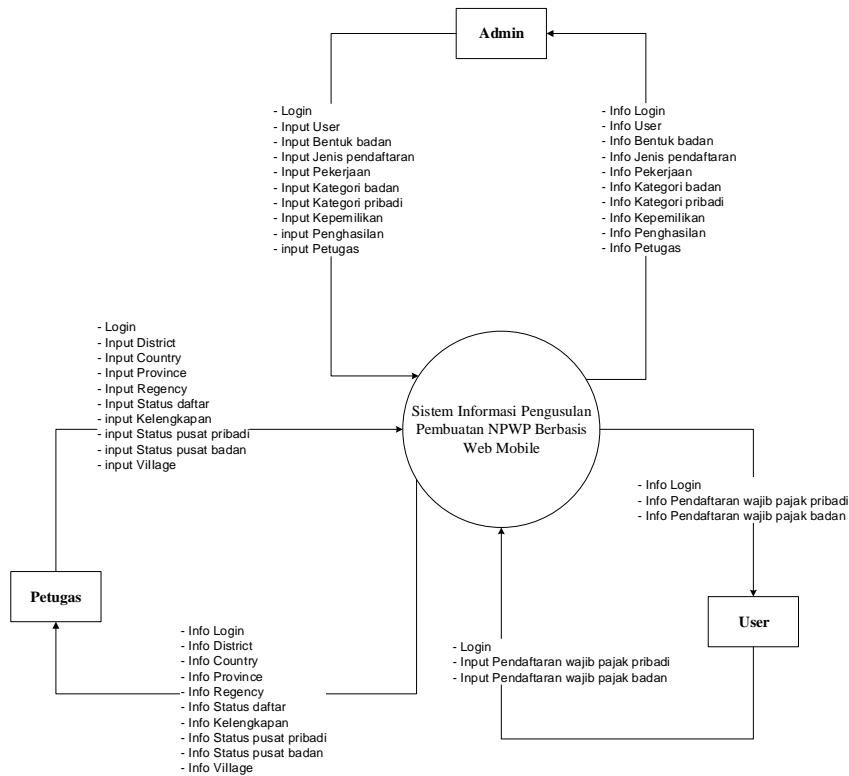 Admin
- Login
- Input User
- Input Bentuk badan
- Input Jenis pendaftaran
- Input Pekerjaan
- Input Kategori badan
- Input Kategori pribadi
- Input Kepemilikan
- input Penghasilan
- input Petugas
- Info Login
- Info User
- Info Bentuk badan
- Info Jenis pendaftaran
- Info Pekerjaan
- Info Kategori badan
- Info Kategori pribadi
- Info Kepemilikan
- Info Penghasilan
- Info Petugas
- Login
- Input District
- Input Country
- Input Province
- Input Regency
- Input Status daftar
- input Kelengkapan
- input Status pusat pribadi
- input Status pusat badan
- input Village
Sistem Informasi Pengusulan
Pembuatan NPWP Berbasis
Web Mobile
- Info Login
- Info Pendaftaran wajib pajak pribadi
- Info Pendaftaran wajib pajak badan
Petugas
User
- Info Login
- Info District
- Info Country
- Info Province
- Info Regency
- Info Status daftar
- Info Kelengkapan
- Info Status pusat pribadi
- Info Status pusat badan
- Info Village
- Login
- Input Pendaftaran wajib pajak pribadi
- Input Pendaftaran wajib pajak badan